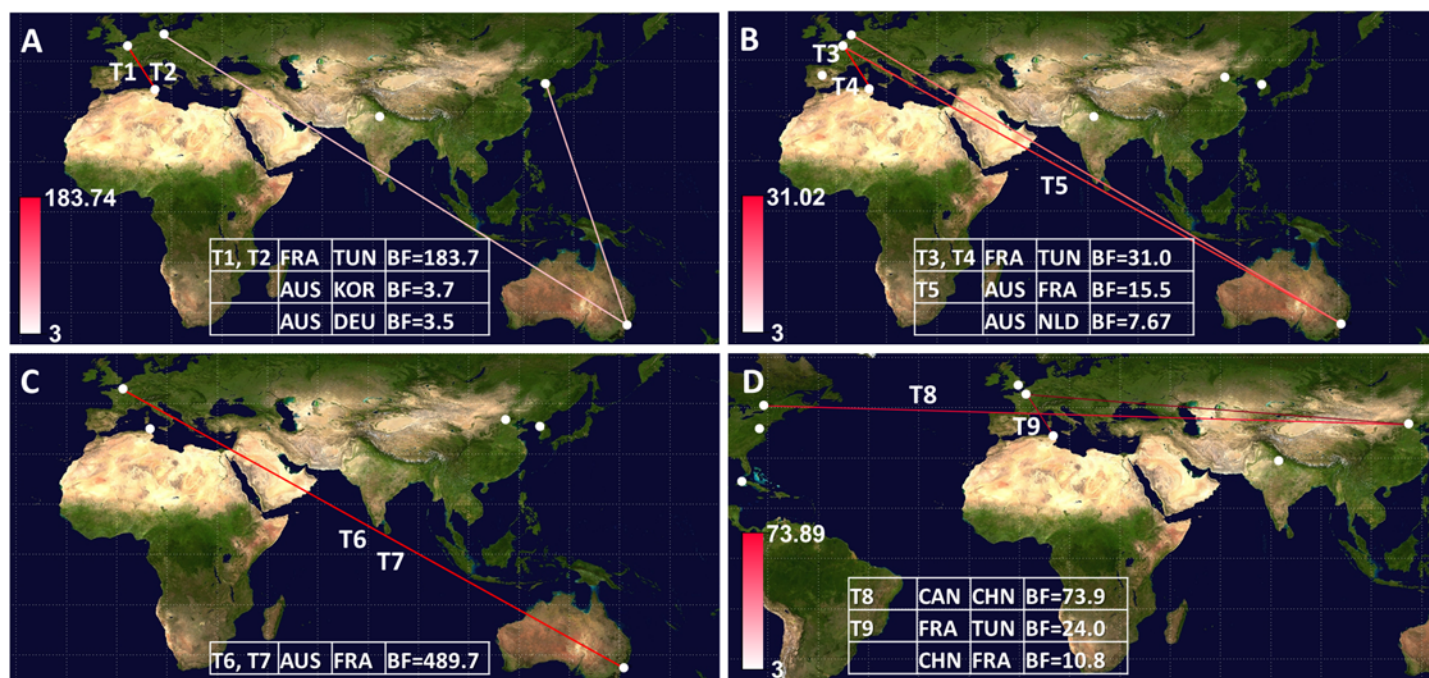 A
T1 T2
183.74
3
T1, T2 FRA TUN BF=183.7
AUS KOR BF=3.7
AUS DEU BF=3.5
B
T3
T4
T5
31.02
3
T3, T4 FRA TUN BF=31.0
T5 AUS FRA BF=15.5
AUS NLD BF=7.67
C
T6
T7
T6, T7 AUS FRA BF=489.7
D
T8
T9
73.89
3
T8 CAN CHN BF=73.9
T9 FRA TUN BF=24.0
CHN FRA BF=10.8